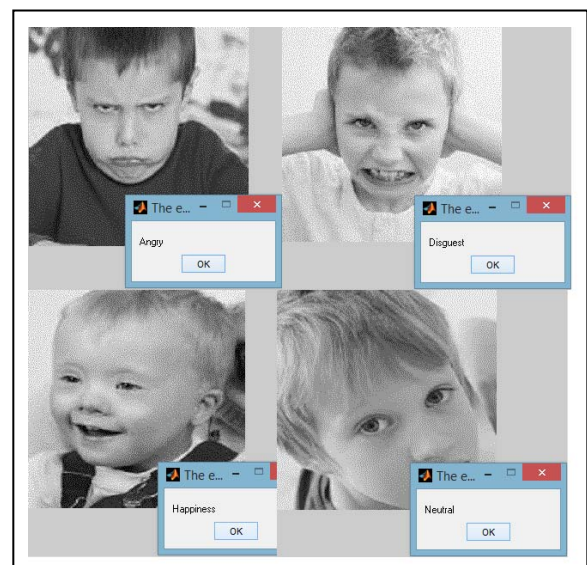 The e...
Angry
OK
The e...
Disguest
OK
The e...
Happiness
OK
The e...
Neutral
OK